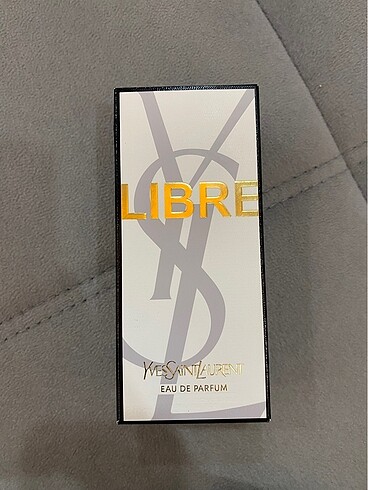 LIBRE
YVESSAINTLAURENT
EAU DE PARFUM